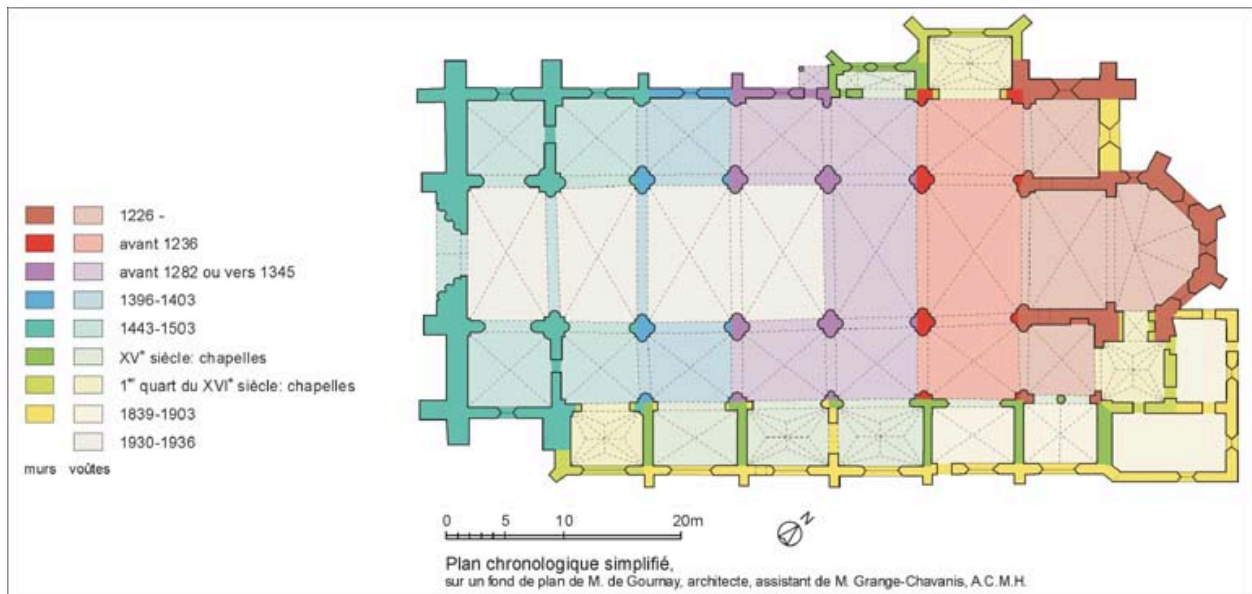 1226 -
avant 1236
avant 1282 ou vers 1345
1396-1403
1443-1503
XVe siècle: chapelles
1er quart du XVIe siècle: chapelles
1839-1903
1930-1936
murs voûtes
0 5 10 20m
N
Plan chronologique simplifié,
sur un fond de plan de M. de Gournay, architecte, assistant de M. Grange-Chavanis, A.C.M.H.